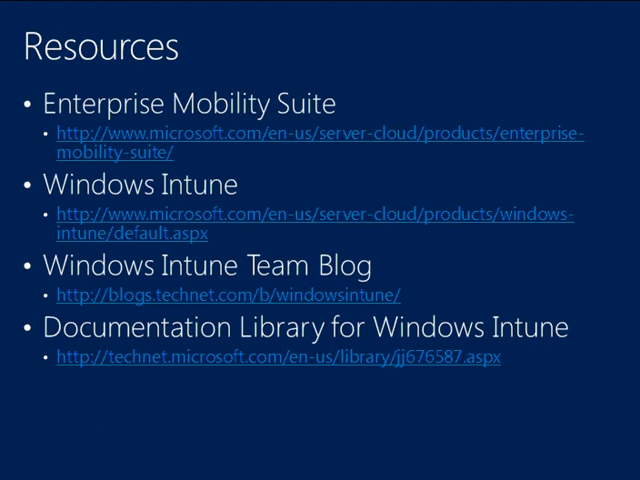 Resources
• Enterprise Mobility Suite
• http://www.microsoft.com/en-us/server-cloud/products/enterprise-
mobility-suite/
• Windows Intune
• http://www.microsoft.com/en-us/server-cloud/products/windows-
intune/default.aspx
• Windows Intune Team Blog
• http://blogs.technet.com/b/windowsintune/
• Documentation Library for Windows Intune
• http://technet.microsoft.com/en-us/library/jj676587.aspx